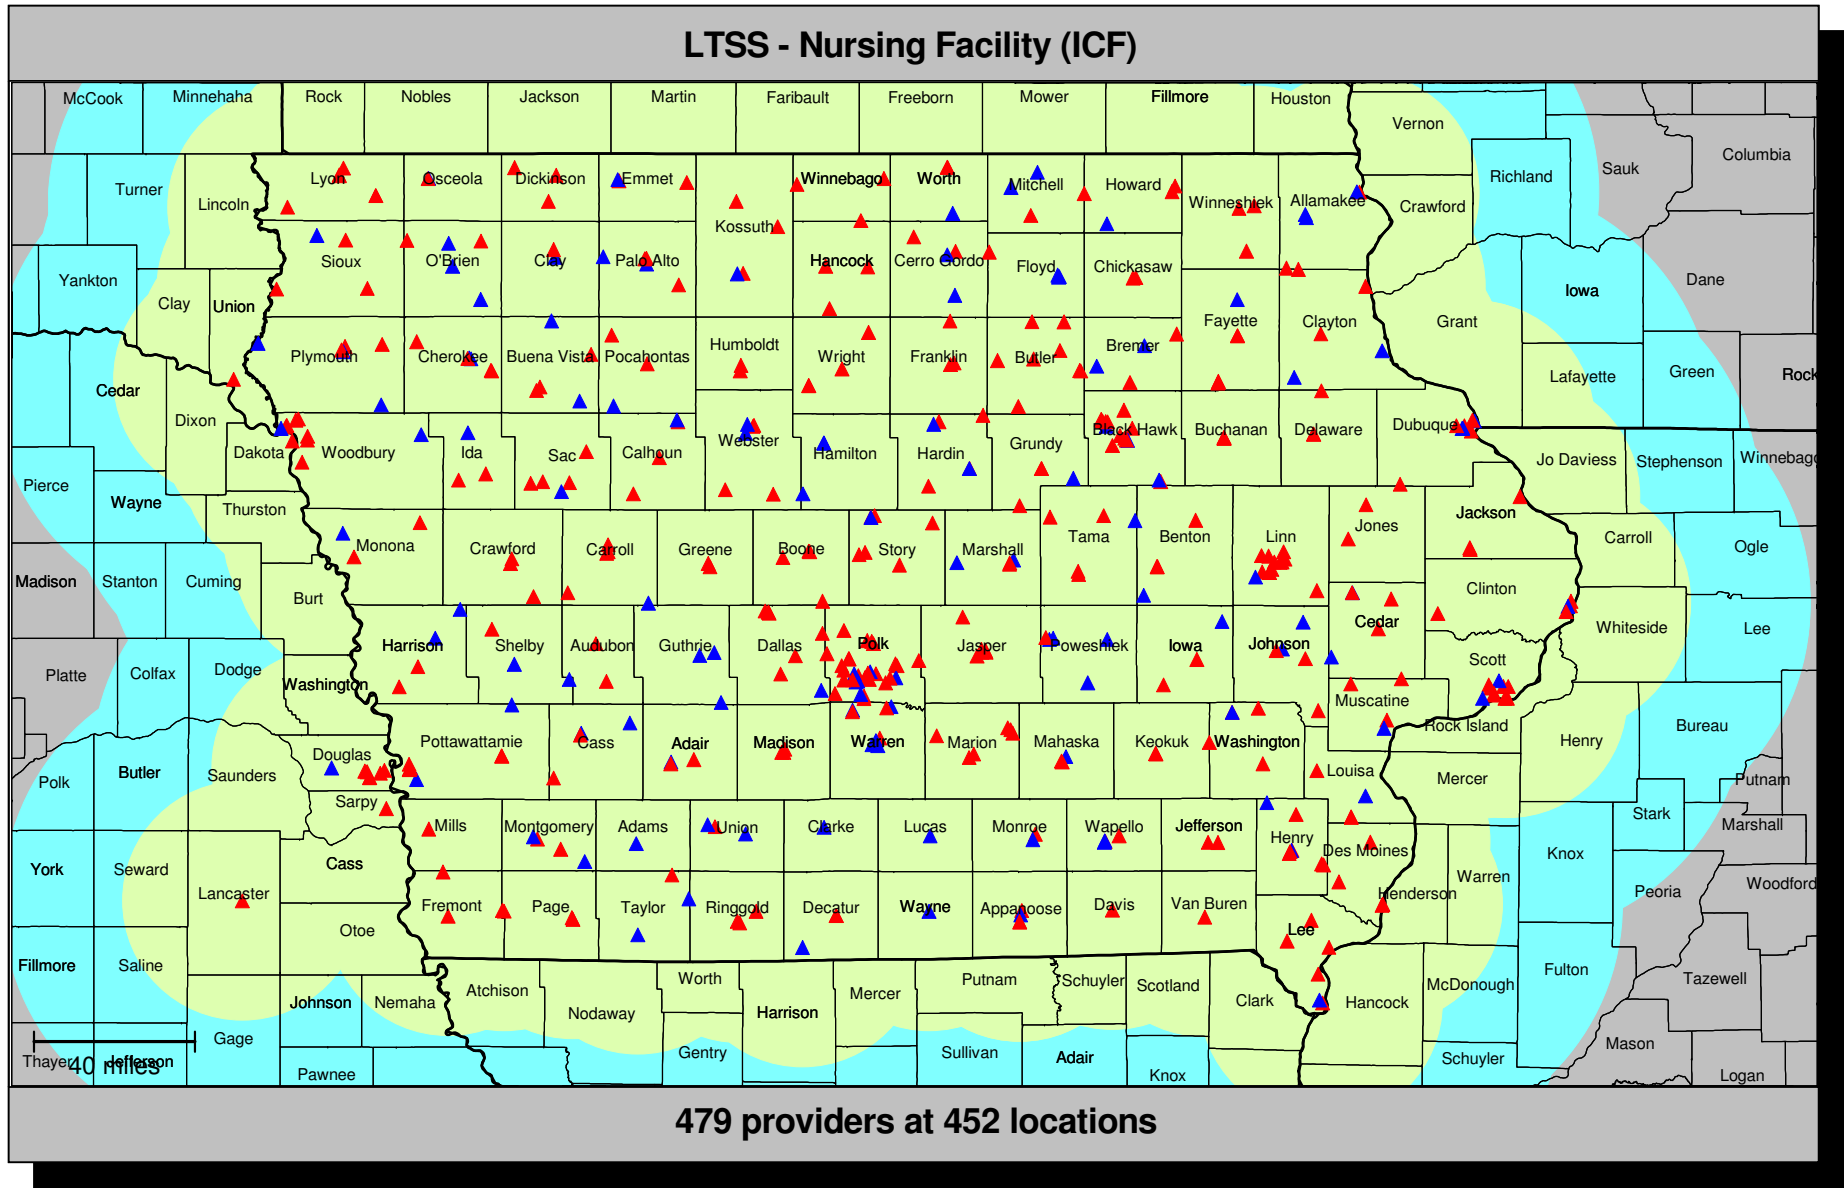 LTSS - Nursing Facility (ICF)
McCook Minnehaha Rock Nobles Jackson Martin Faribault Freeborn Mower Fillmore Houston
Vernon
Columbia
Sauk
Richland
Turner Lyon Osceola Dickinson Emmet Winnebago Worth Mitchell Howard
Lincoln Kossuth Winneshiek Allamakee Crawford
Yankton Sioux O'Brien Clay Palo Alto Hancock Cerro Gordo Floyd Chickasaw Dane
Clay Union Iowa
Plymouth Cherokee Buena Vista Pocahontas Humboldt Wright Franklin Butler Bremer Fayette Clayton Grant
Cedar Lafayette Green Rock
Dixon Dakota Woodbury Ida Sac Calhoun Webster Hamilton Hardin Grundy Black Hawk Buchanan Delaware Dubuque
Pierce Jo Daviess Stephenson Winnebago
Wayne Thurston Jones Jackson
Monona Crawford Carroll Greene Boone Story Marshall Tama Benton Linn Carroll Ogle
Madison Stanton Cuming Burt Clinton
Harrison Shelby Audubon Guthrie Dallas Polk Jasper Poweshiek Iowa Johnson Cedar Whiteside Lee
Platte Colfax Dodge Washington Scott
Muscatine Rock Island Bureau
Douglas Pottawattamie Cass Adair Madison Warren Marion Mahaska Keokuk Washington Henry
Polk Butler Saunders Louisa Mercer Putnam
Sarpy Mills Montgomery Adams Union Clarke Lucas Monroe Wapello Jefferson Henry Des Moines Stark Marshall
York Seward Cass Knox
Lancaster Fremont Page Taylor Ringgold Decatur Wayne Appanoose Davis Van Buren Henderson Warren Peoria Woodford
Otoe Lee
Fillmore Saline Atchison Worth Putnam Schuyler Scotland Fulton Tazewell
Johnson Nemaha Nodaway Harrison Mercer Clark Hancock McDonough
Gage Gentry Sullivan Adair Schuyler Mason
Thayer Jefferson
40 miles
Pawnee Knox Logan
479 providers at 452 locations